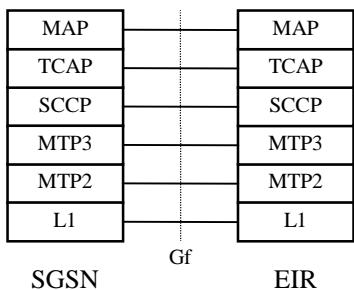 MAP MAP
TCAP TCAP
SCCP SCCP
MTP3 MTP3
MTP2 MTP2
L1 L1
Gf
SGSN EIR